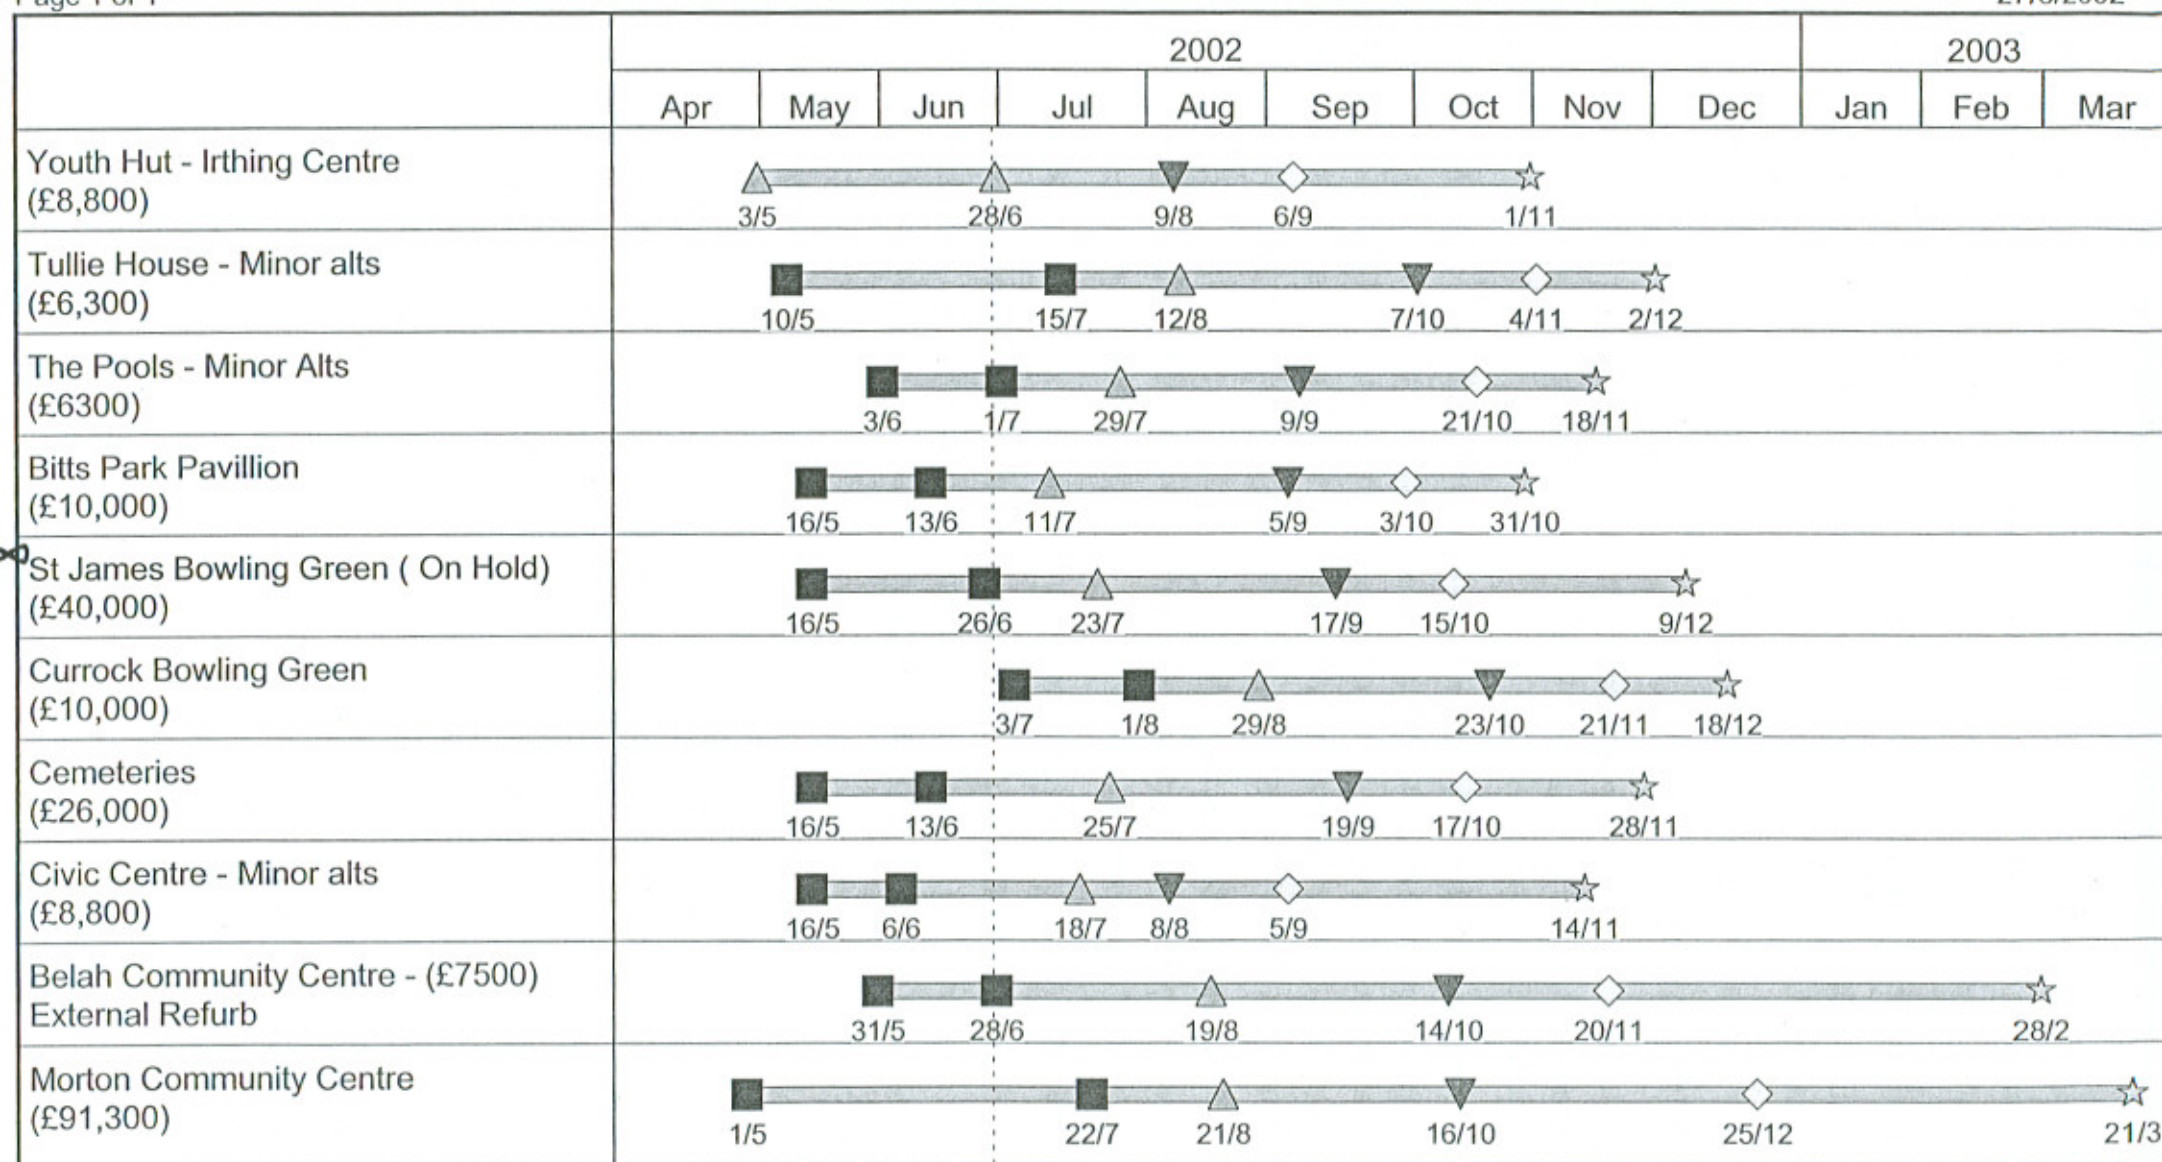 2002 2003
Apr May Jun Jul Aug Sep Oct Nov Dec Jan Feb Mar
Youth Hut - Irthing Centre
(£8,800)
3/5 28/6 9/8 6/9 1/11
Tullie House - Minor alts
(£6,300)
10/5 15/7 12/8 7/10 4/11 2/12
The Pools - Minor Alts
(£6300)
3/6 1/7 29/7 9/9 21/10 18/11
Bitts Park Pavillion
(£10,000)
16/5 13/6 11/7 5/9 3/10 31/10
St James Bowling Green ( On Hold)
(£40,000)
16/5 26/6 23/7 17/9 15/10 9/12
Currock Bowling Green
(£10,000)
3/7 1/8 29/8 23/10 21/11 18/12
Cemeteries
(£26,000)
16/5 13/6 25/7 19/9 17/10 28/11
Civic Centre - Minor alts
(£8,800)
16/5 6/6 18/7 8/8 5/9 14/11
Belah Community Centre - (£7500)
External Refurb
31/5 28/6 19/8 14/10 20/11 28/2
Morton Community Centre
(£91,300)
1/5 22/7 21/8 16/10 25/12 21/3